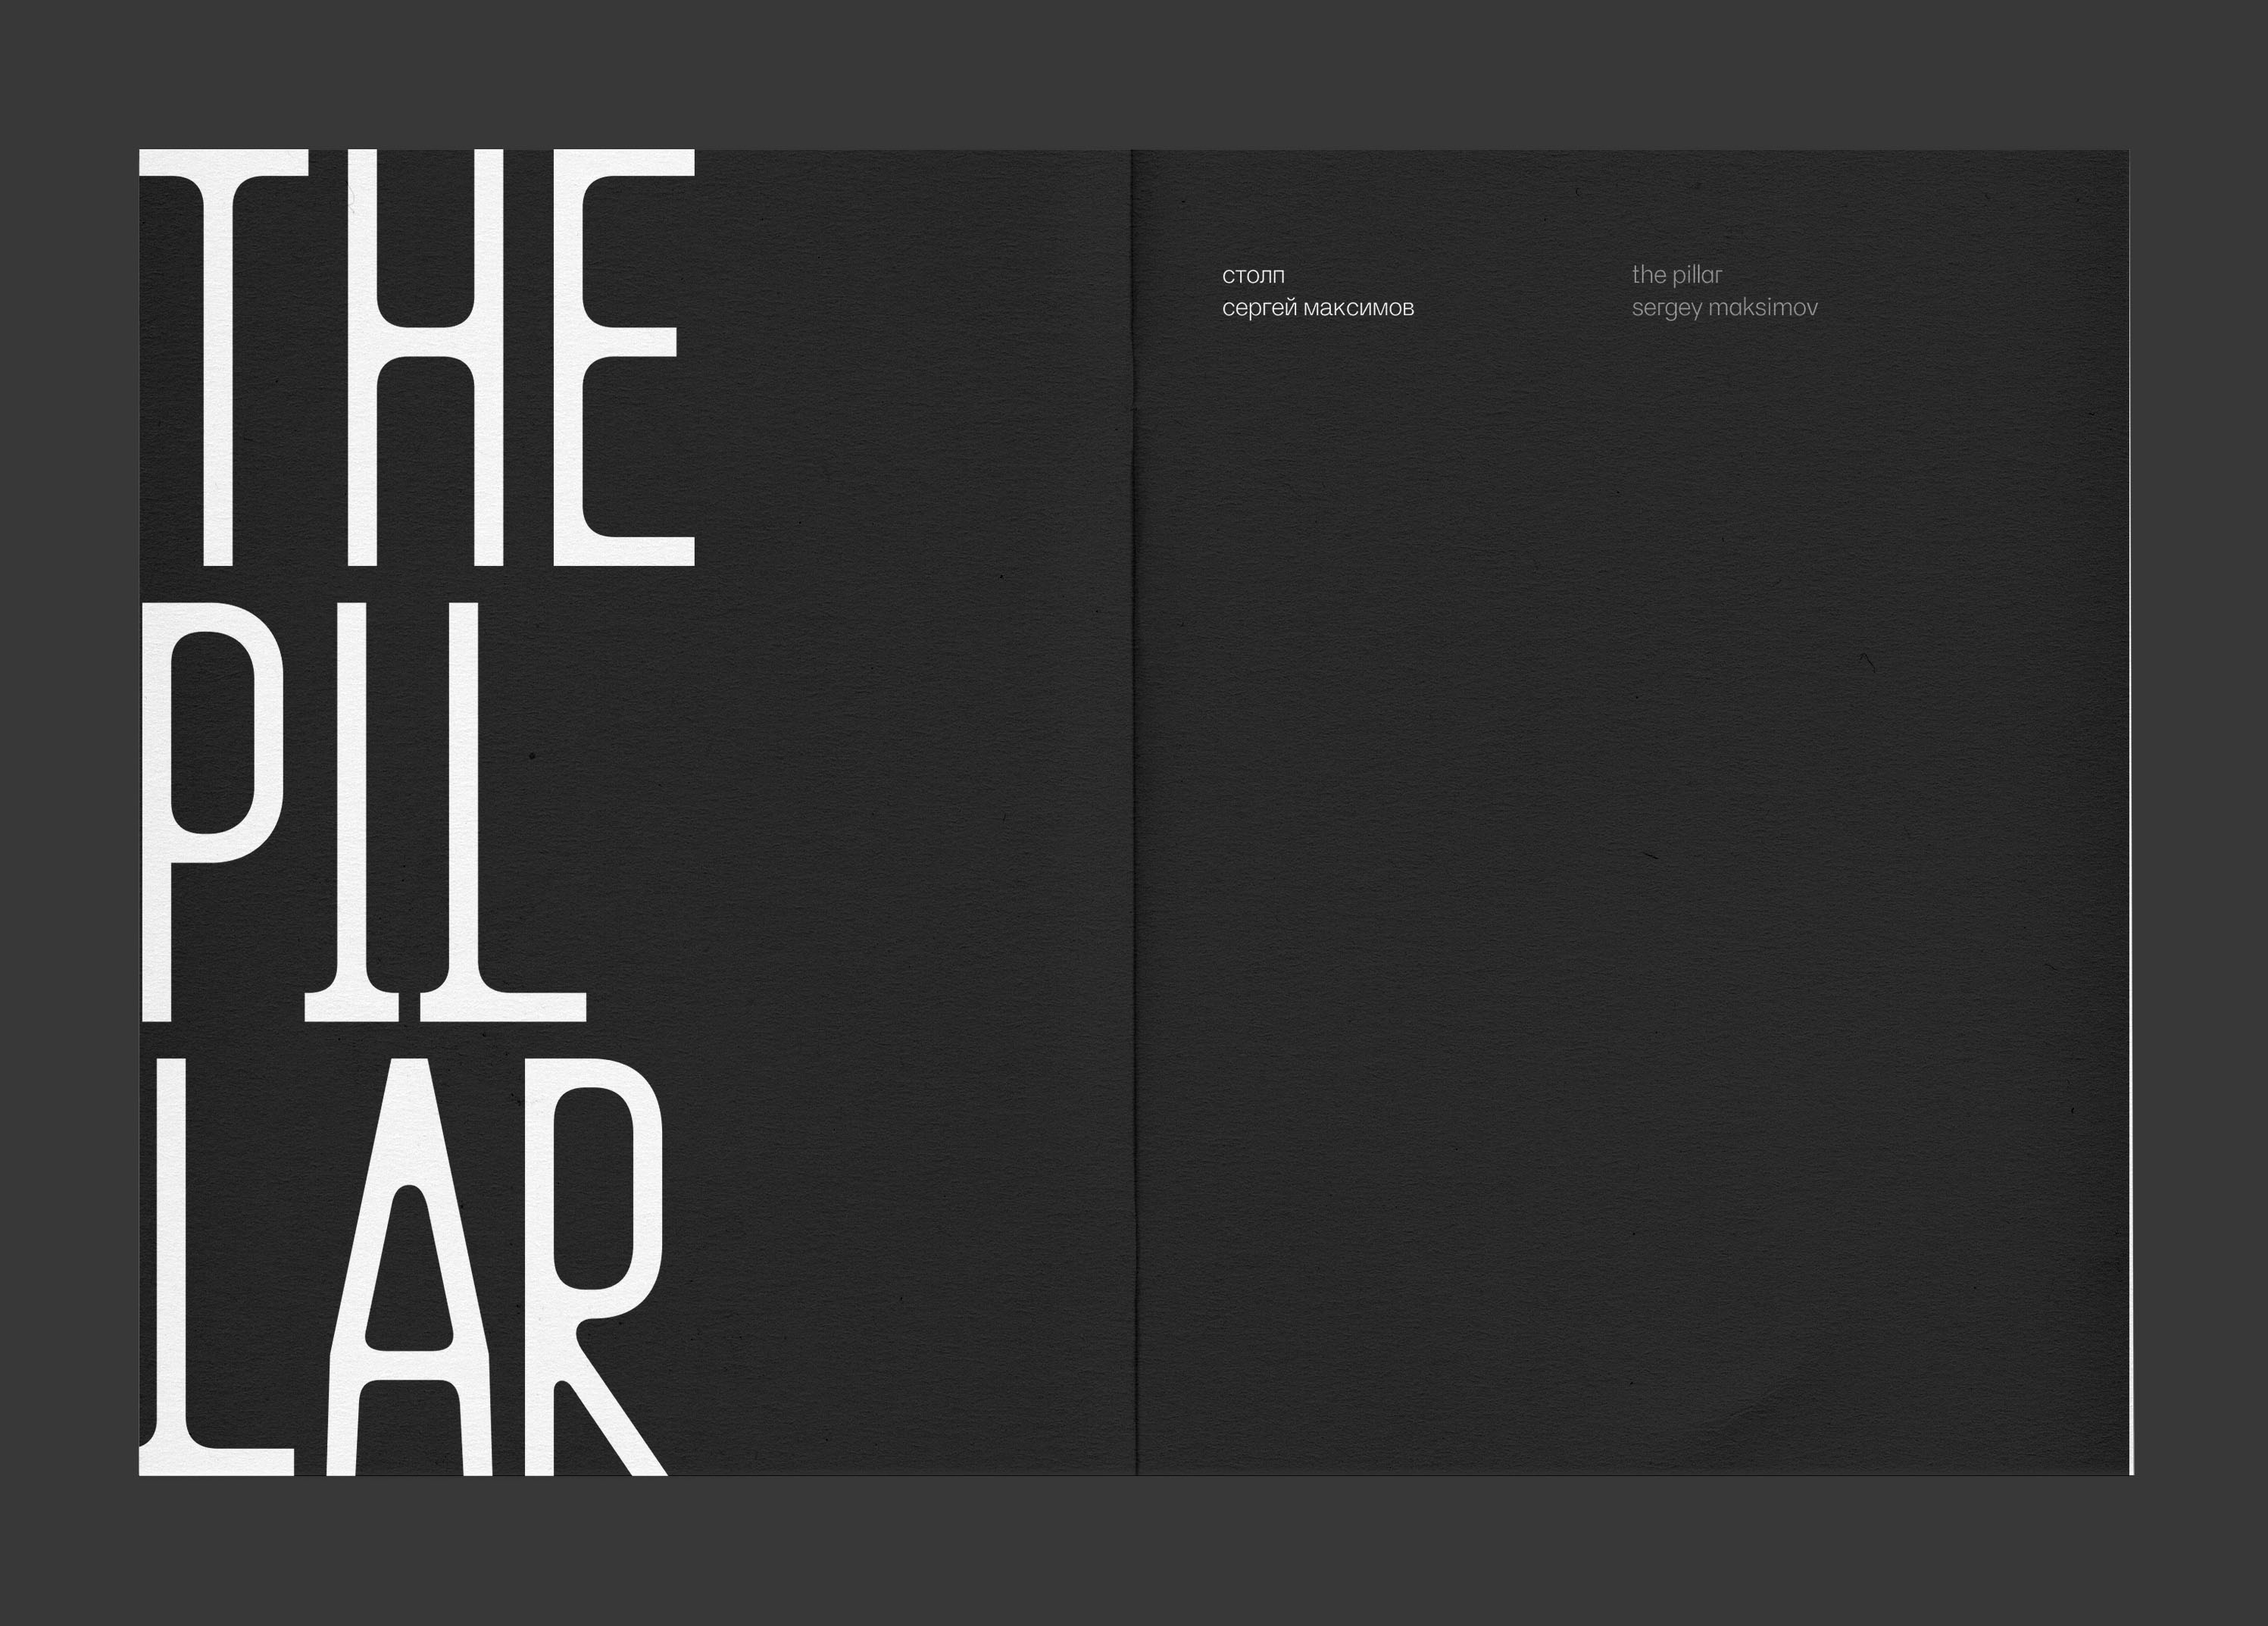 THE
PIL
LAR
столп
сергей максимов
the pillar
sergey maksimov